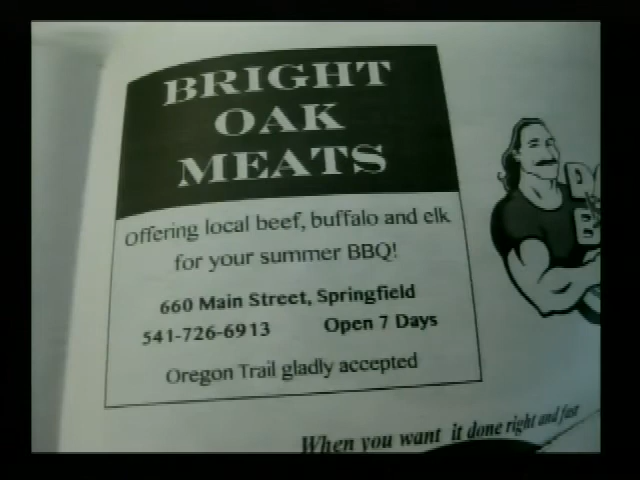 BRIGHT
OAK
MEATS
Offering local beef, buffalo and elk
for your summer BBQ!
660 Main Street, Springfield
541-726-6913 Open 7 Days
Oregon Trail gladly accepted
When you want it done right and fast